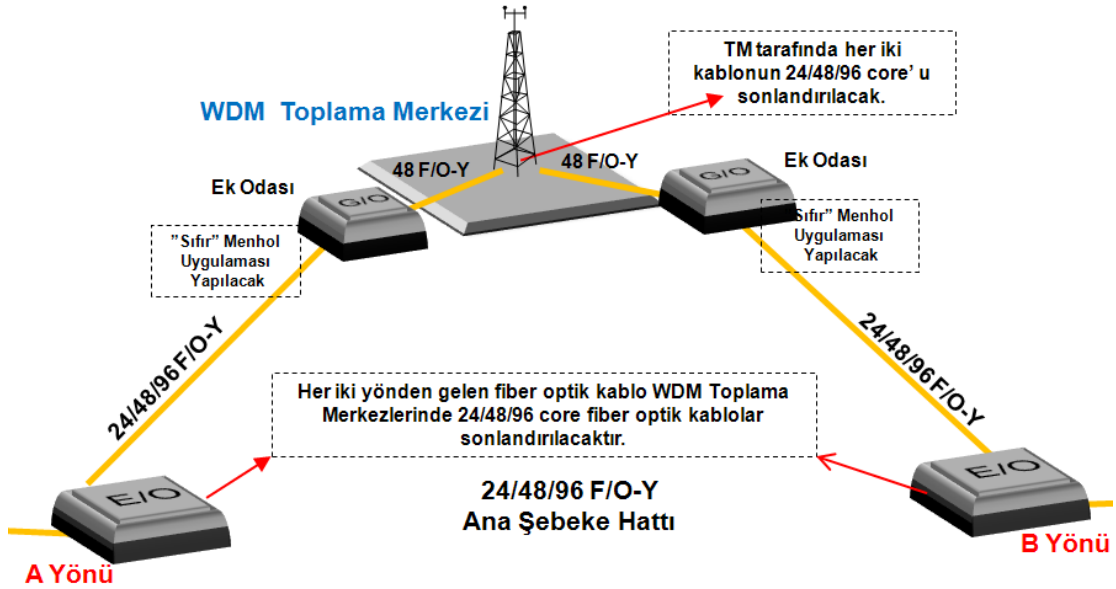 TM tarafında her iki
kablonun 24/48/96 core’ u
sonlandırılacak.
WDM Toplama Merkezi
48 F/O-Y
48 F/O-Y
Ek Odası
Ek Odası
G/O
G/O
”Sıfır” Menhol
Uygulaması
Yapılacak
”Sıfır” Menhol
Uygulaması
Yapılacak
24/48/96 F/O-Y
24/48/96 F/O-Y
Her iki yönden gelen fiber optik kablo WDM Toplama
Merkezlerinde 24/48/96 core fiber optik kablolar
sonlandırılacaktır.
E/O
E/O
24/48/96 F/O-Y
Ana Şebeke Hattı
A Yönü
B Yönü